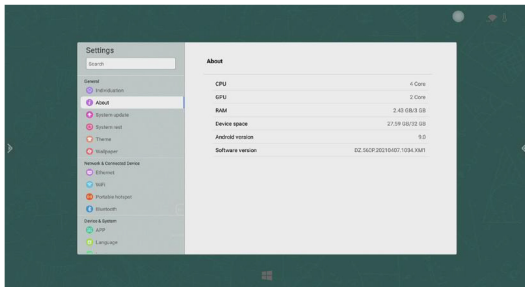 Settings
Search
General
Individuation
About
System update
System rest
Theme
Wallpaper
Network & Connected Device
Ethernet
WiFi
Portable hotspot
Bluetooth
Device & System
APP
Language
About
CPU 4 Core
GPU 2 Core
RAM 2.43 GB/3 GB
Device space 27.59 GB/32 GB
Android version 9.0
Software version